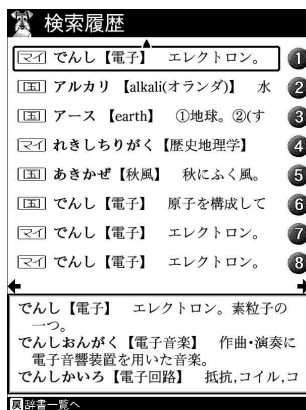 検索履歴
マイ でんし【電子】 エレクトロン。 1
国 アルカリ【alkali(オランダ)】 水 2
国 アース【earth】 ①地球。②(す 3
マイ れきしちりがく【歴史地理学】 4
国 あきかぜ【秋風】 秋にふく風。 5
国 でんし【電子】 原子を構成して 6
マイ でんし【電子】 エレクトロン。 7
マイ でんし【電子】 エレクトロン。 8
でんし【電子】 エレクトロン。素粒子の
一つ。
でんしおんがく【電子音楽】 作曲・演奏に
電子音響装置を用いた音楽。
でんしかいろ【電子回路】 抵抗,コイル,コ
戻辞書一覧へ